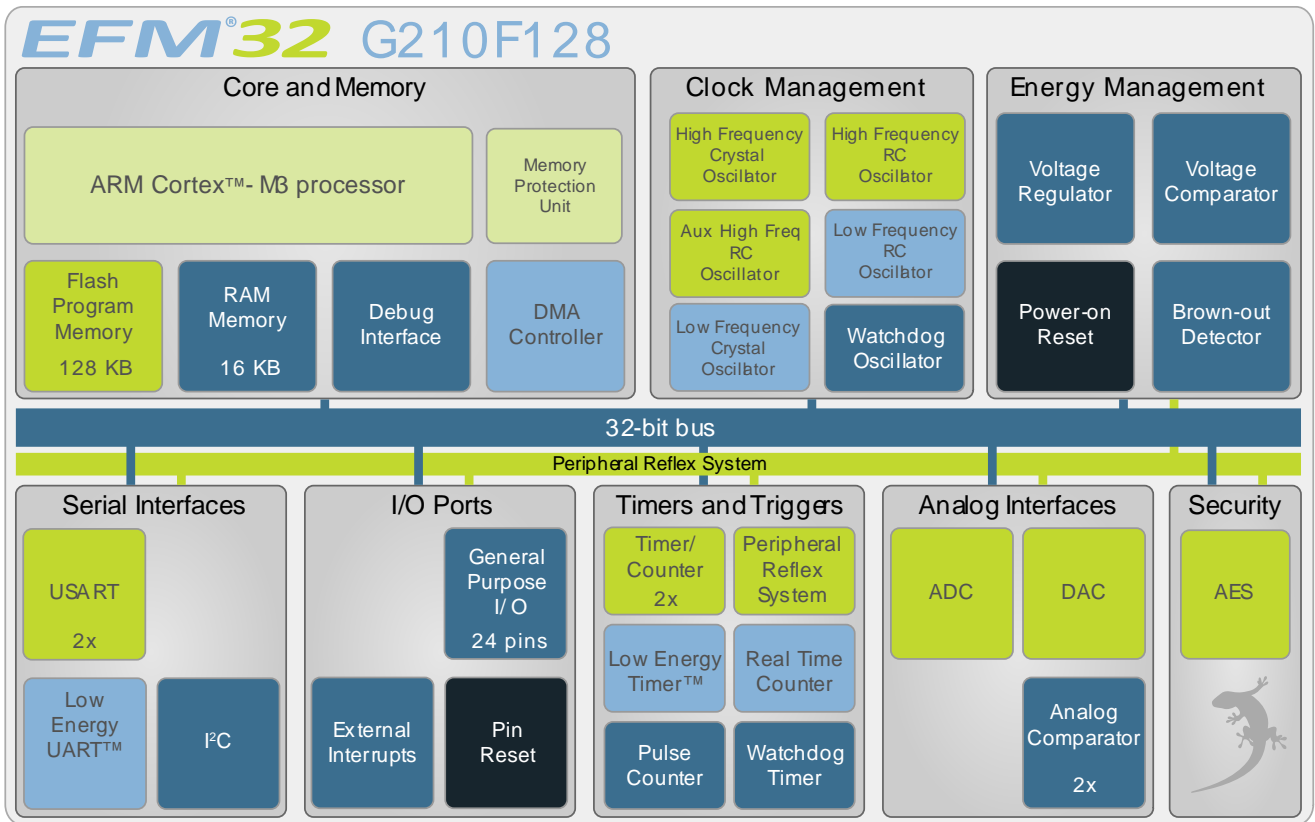 EFM®32 G210F128
Core and Memory
ARM Cortex™- M3 processor
Memory
Protection
Unit
Flash
Program
Memory
128 KB
RAM
Memory
16 KB
Debug
Interface
DMA
Controller
Clock Management
High Frequency
Crystal
Oscillator
High Frequency
RC
Oscillator
Aux High Freq
RC
Oscillator
Low Frequency
RC
Oscillator
Low Frequency
Crystal
Oscillator
Watchdog
Oscillator
Energy Management
Voltage
Regulator
Voltage
Comparator
Power-on
Reset
Brown-out
Detector
32-bit bus
Peripheral Reflex System
Serial Interfaces
USART
2x
Low
Energy
UART™
I²C
I/O Ports
General
Purpose
I/ O
24 pins
External
Interrupts
Pin
Reset
Timers and Triggers
Timer/
Counter
2x
Peripheral
Reflex
System
Low Energy
Timer™
Real Time
Counter
Pulse
Counter
Watchdog
Timer
Analog Interfaces
ADC
DAC
Analog
Comparator
2x
Security
AES